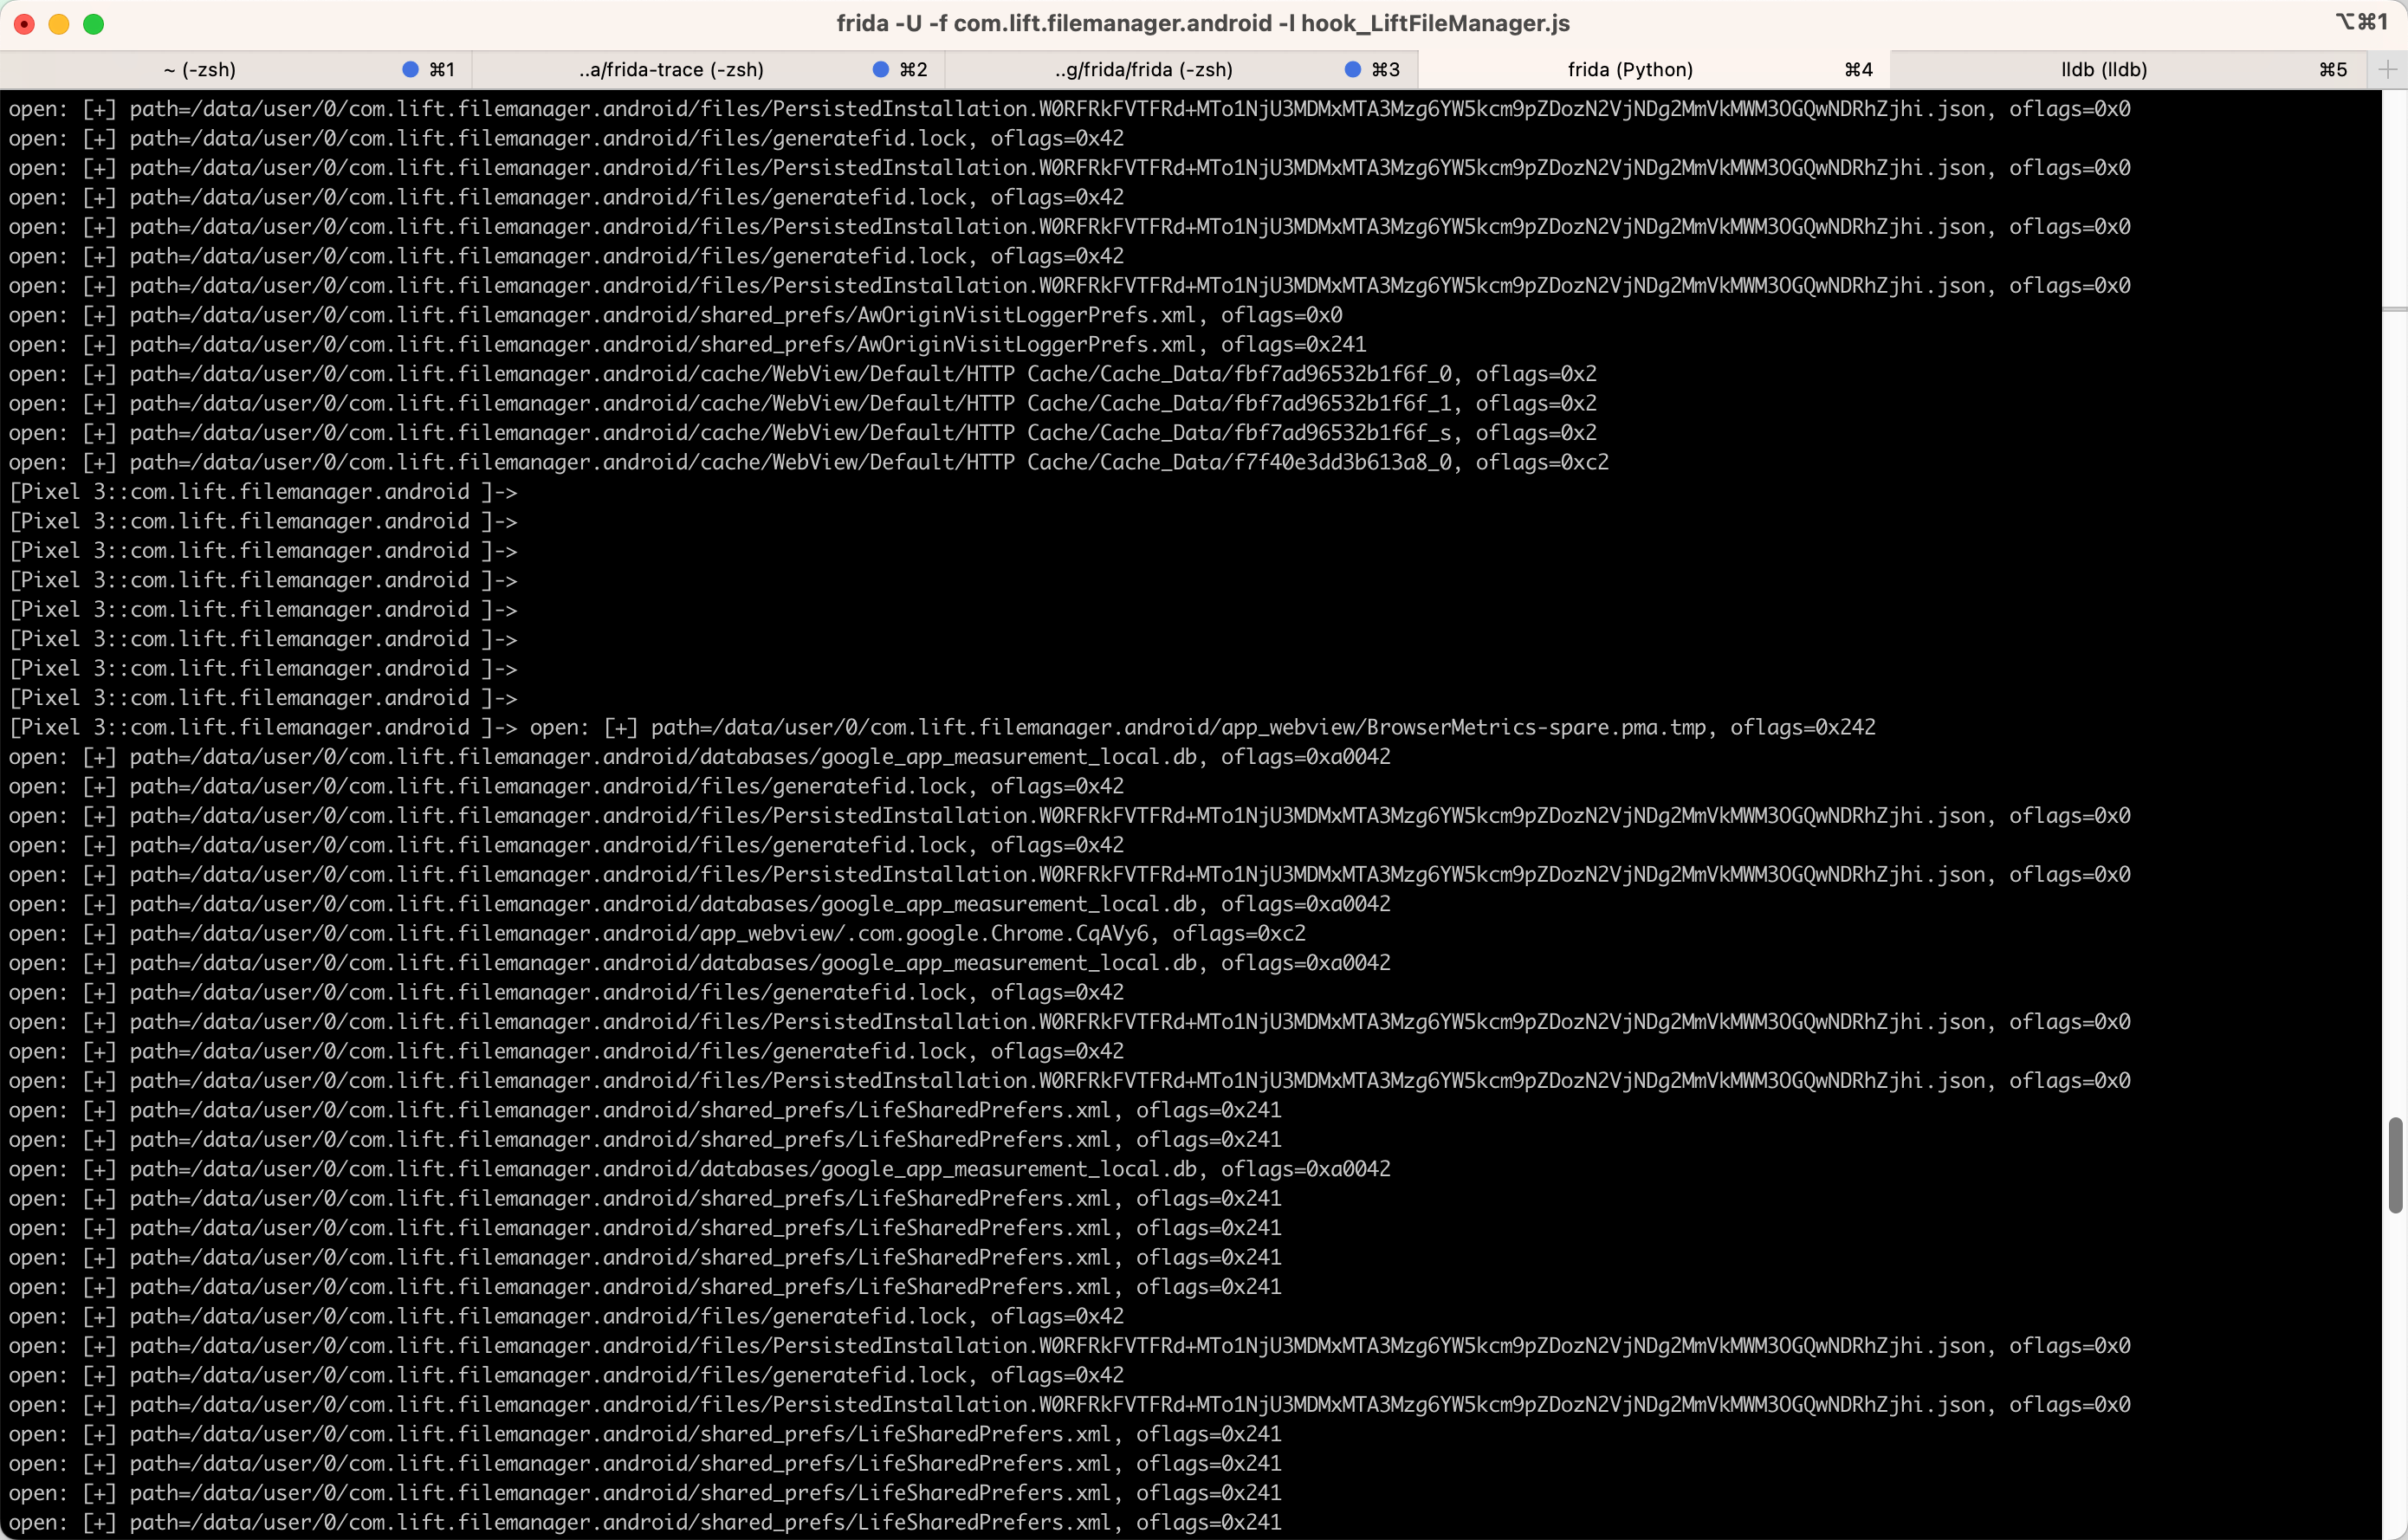 frida -U -f com.lift.filemanager.android -l hook_LiftFileManager.js
⌥⌘1
~ (-zsh) ⌘1
..a/frida-trace (-zsh) ⌘2
..g/frida/frida (-zsh) ⌘3
frida (Python) ⌘4
lldb (lldb) ⌘5
open: [+] path=/data/user/0/com.lift.filemanager.android/files/PersistedInstallation.W0RFRkFVTFRd+MTo1NjU3MDMxMTA3Mzg6YW5kcm9pZDozN2VjNDg2MmVkMWM3OGQwNDRhZjhi.json, oflags=0x0
open: [+] path=/data/user/0/com.lift.filemanager.android/files/generatefid.lock, oflags=0x42
open: [+] path=/data/user/0/com.lift.filemanager.android/files/PersistedInstallation.W0RFRkFVTFRd+MTo1NjU3MDMxMTA3Mzg6YW5kcm9pZDozN2VjNDg2MmVkMWM3OGQwNDRhZjhi.json, oflags=0x0
open: [+] path=/data/user/0/com.lift.filemanager.android/files/generatefid.lock, oflags=0x42
open: [+] path=/data/user/0/com.lift.filemanager.android/files/PersistedInstallation.W0RFRkFVTFRd+MTo1NjU3MDMxMTA3Mzg6YW5kcm9pZDozN2VjNDg2MmVkMWM3OGQwNDRhZjhi.json, oflags=0x0
open: [+] path=/data/user/0/com.lift.filemanager.android/files/generatefid.lock, oflags=0x42
open: [+] path=/data/user/0/com.lift.filemanager.android/files/PersistedInstallation.W0RFRkFVTFRd+MTo1NjU3MDMxMTA3Mzg6YW5kcm9pZDozN2VjNDg2MmVkMWM3OGQwNDRhZjhi.json, oflags=0x0
open: [+] path=/data/user/0/com.lift.filemanager.android/shared_prefs/AwOriginVisitLoggerPrefs.xml, oflags=0x0
open: [+] path=/data/user/0/com.lift.filemanager.android/shared_prefs/AwOriginVisitLoggerPrefs.xml, oflags=0x241
open: [+] path=/data/user/0/com.lift.filemanager.android/cache/WebView/Default/HTTP Cache/Cache_Data/fbf7ad96532b1f6f_0, oflags=0x2
open: [+] path=/data/user/0/com.lift.filemanager.android/cache/WebView/Default/HTTP Cache/Cache_Data/fbf7ad96532b1f6f_1, oflags=0x2
open: [+] path=/data/user/0/com.lift.filemanager.android/cache/WebView/Default/HTTP Cache/Cache_Data/fbf7ad96532b1f6f_s, oflags=0x2
open: [+] path=/data/user/0/com.lift.filemanager.android/cache/WebView/Default/HTTP Cache/Cache_Data/f7f40e3dd3b613a8_0, oflags=0xc2
[Pixel 3::com.lift.filemanager.android ]->
[Pixel 3::com.lift.filemanager.android ]->
[Pixel 3::com.lift.filemanager.android ]->
[Pixel 3::com.lift.filemanager.android ]->
[Pixel 3::com.lift.filemanager.android ]->
[Pixel 3::com.lift.filemanager.android ]->
[Pixel 3::com.lift.filemanager.android ]->
[Pixel 3::com.lift.filemanager.android ]->
[Pixel 3::com.lift.filemanager.android ]-> open: [+] path=/data/user/0/com.lift.filemanager.android/app_webview/BrowserMetrics-spare.pma.tmp, oflags=0x242
open: [+] path=/data/user/0/com.lift.filemanager.android/databases/google_app_measurement_local.db, oflags=0xa0042
open: [+] path=/data/user/0/com.lift.filemanager.android/files/generatefid.lock, oflags=0x42
open: [+] path=/data/user/0/com.lift.filemanager.android/files/PersistedInstallation.W0RFRkFVTFRd+MTo1NjU3MDMxMTA3Mzg6YW5kcm9pZDozN2VjNDg2MmVkMWM3OGQwNDRhZjhi.json, oflags=0x0
open: [+] path=/data/user/0/com.lift.filemanager.android/files/generatefid.lock, oflags=0x42
open: [+] path=/data/user/0/com.lift.filemanager.android/files/PersistedInstallation.W0RFRkFVTFRd+MTo1NjU3MDMxMTA3Mzg6YW5kcm9pZDozN2VjNDg2MmVkMWM3OGQwNDRhZjhi.json, oflags=0x0
open: [+] path=/data/user/0/com.lift.filemanager.android/databases/google_app_measurement_local.db, oflags=0xa0042
open: [+] path=/data/user/0/com.lift.filemanager.android/app_webview/.com.google.Chrome.CqAVy6, oflags=0xc2
open: [+] path=/data/user/0/com.lift.filemanager.android/databases/google_app_measurement_local.db, oflags=0xa0042
open: [+] path=/data/user/0/com.lift.filemanager.android/files/generatefid.lock, oflags=0x42
open: [+] path=/data/user/0/com.lift.filemanager.android/files/PersistedInstallation.W0RFRkFVTFRd+MTo1NjU3MDMxMTA3Mzg6YW5kcm9pZDozN2VjNDg2MmVkMWM3OGQwNDRhZjhi.json, oflags=0x0
open: [+] path=/data/user/0/com.lift.filemanager.android/files/generatefid.lock, oflags=0x42
open: [+] path=/data/user/0/com.lift.filemanager.android/files/PersistedInstallation.W0RFRkFVTFRd+MTo1NjU3MDMxMTA3Mzg6YW5kcm9pZDozN2VjNDg2MmVkMWM3OGQwNDRhZjhi.json, oflags=0x0
open: [+] path=/data/user/0/com.lift.filemanager.android/shared_prefs/LifeSharedPrefers.xml, oflags=0x241
open: [+] path=/data/user/0/com.lift.filemanager.android/shared_prefs/LifeSharedPrefers.xml, oflags=0x241
open: [+] path=/data/user/0/com.lift.filemanager.android/databases/google_app_measurement_local.db, oflags=0xa0042
open: [+] path=/data/user/0/com.lift.filemanager.android/shared_prefs/LifeSharedPrefers.xml, oflags=0x241
open: [+] path=/data/user/0/com.lift.filemanager.android/shared_prefs/LifeSharedPrefers.xml, oflags=0x241
open: [+] path=/data/user/0/com.lift.filemanager.android/shared_prefs/LifeSharedPrefers.xml, oflags=0x241
open: [+] path=/data/user/0/com.lift.filemanager.android/shared_prefs/LifeSharedPrefers.xml, oflags=0x241
open: [+] path=/data/user/0/com.lift.filemanager.android/files/generatefid.lock, oflags=0x42
open: [+] path=/data/user/0/com.lift.filemanager.android/files/PersistedInstallation.W0RFRkFVTFRd+MTo1NjU3MDMxMTA3Mzg6YW5kcm9pZDozN2VjNDg2MmVkMWM3OGQwNDRhZjhi.json, oflags=0x0
open: [+] path=/data/user/0/com.lift.filemanager.android/files/generatefid.lock, oflags=0x42
open: [+] path=/data/user/0/com.lift.filemanager.android/files/PersistedInstallation.W0RFRkFVTFRd+MTo1NjU3MDMxMTA3Mzg6YW5kcm9pZDozN2VjNDg2MmVkMWM3OGQwNDRhZjhi.json, oflags=0x0
open: [+] path=/data/user/0/com.lift.filemanager.android/shared_prefs/LifeSharedPrefers.xml, oflags=0x241
open: [+] path=/data/user/0/com.lift.filemanager.android/shared_prefs/LifeSharedPrefers.xml, oflags=0x241
open: [+] path=/data/user/0/com.lift.filemanager.android/shared_prefs/LifeSharedPrefers.xml, oflags=0x241
open: [+] path=/data/user/0/com.lift.filemanager.android/shared_prefs/LifeSharedPrefers.xml, oflags=0x241